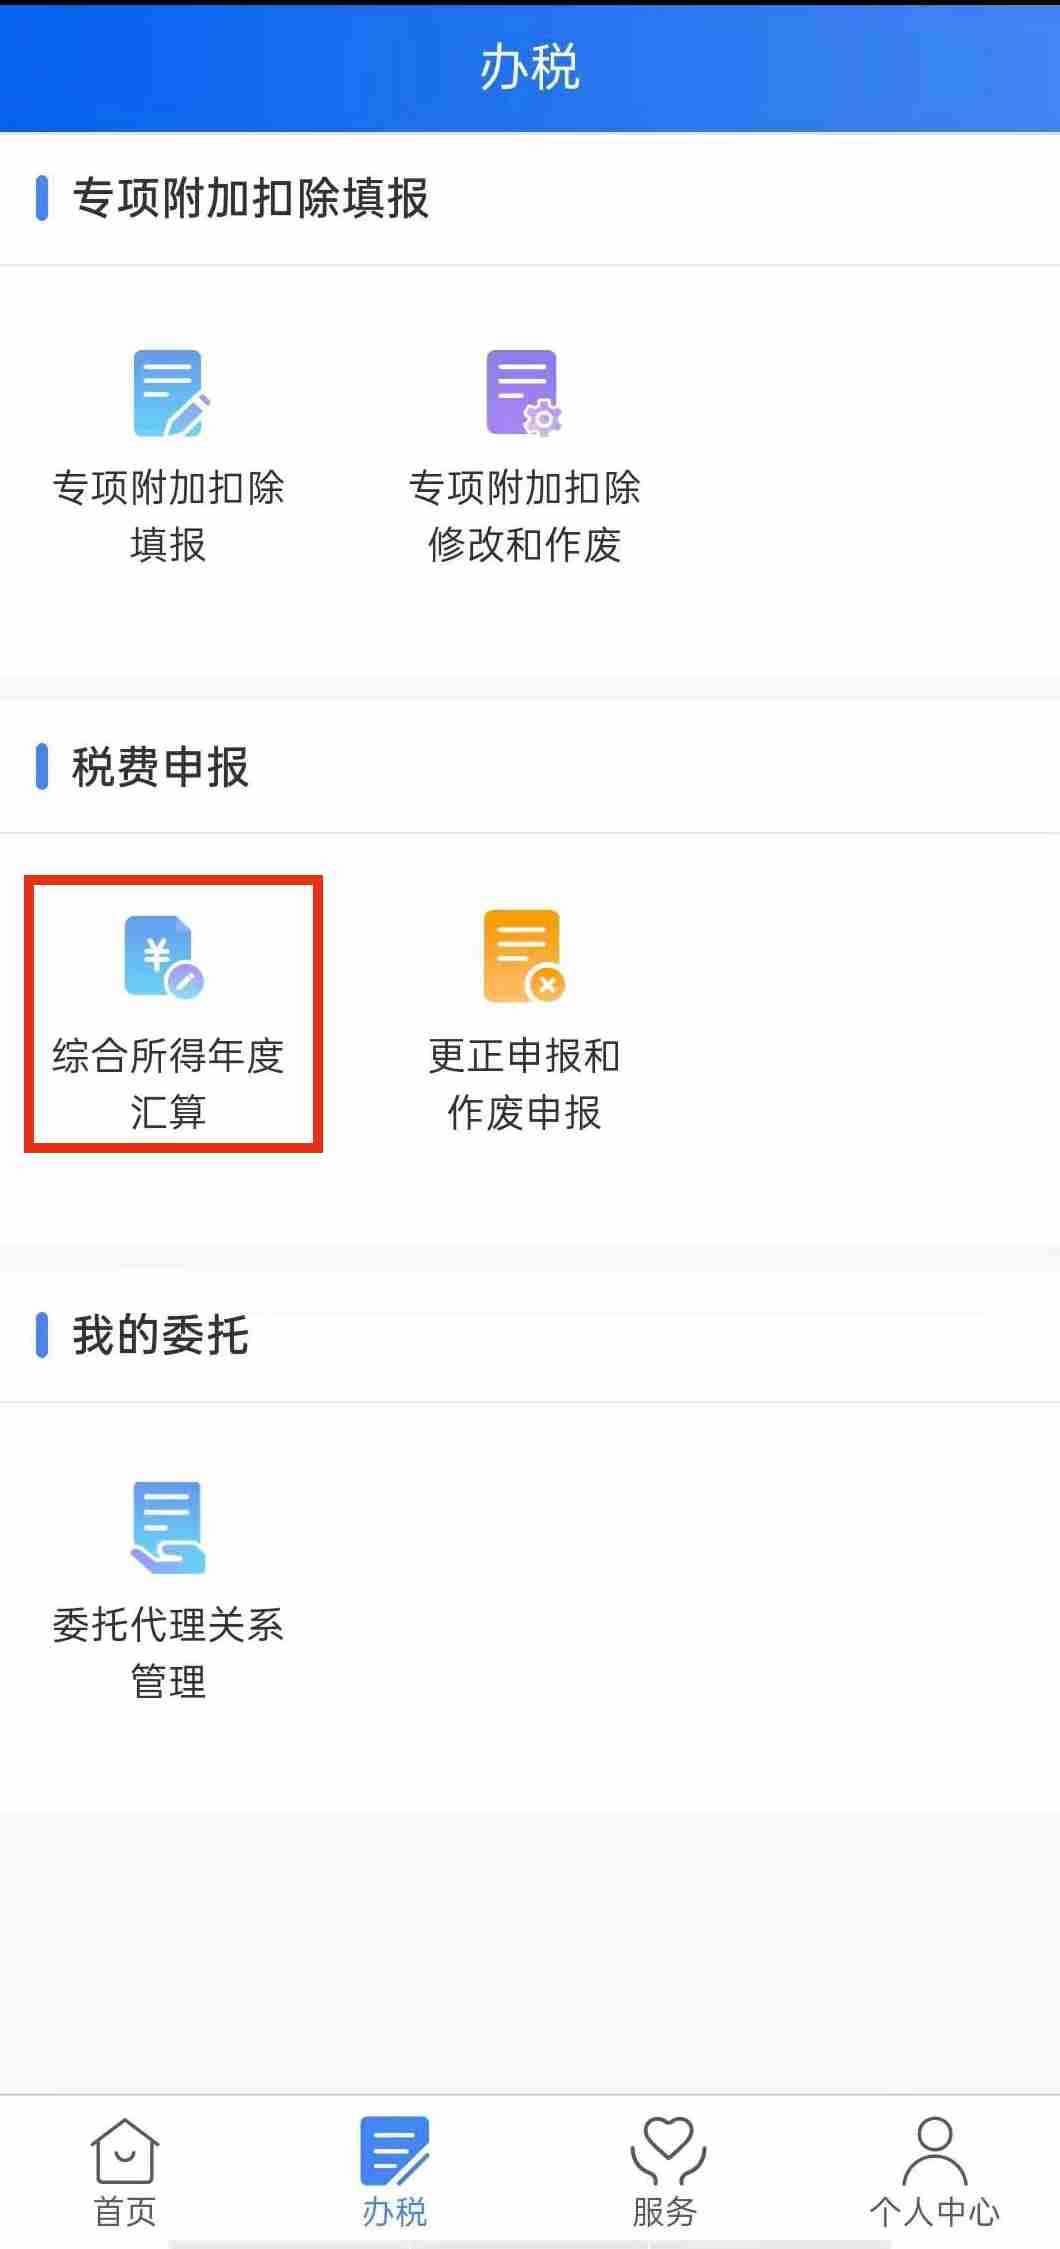 办税
专项附加扣除填报
专项附加扣除
填报
专项附加扣除
修改和作废
税费申报
综合所得年度
汇算
更正申报和
作废申报
我的委托
委托代理关系
管理
首页
办税
服务
个人中心